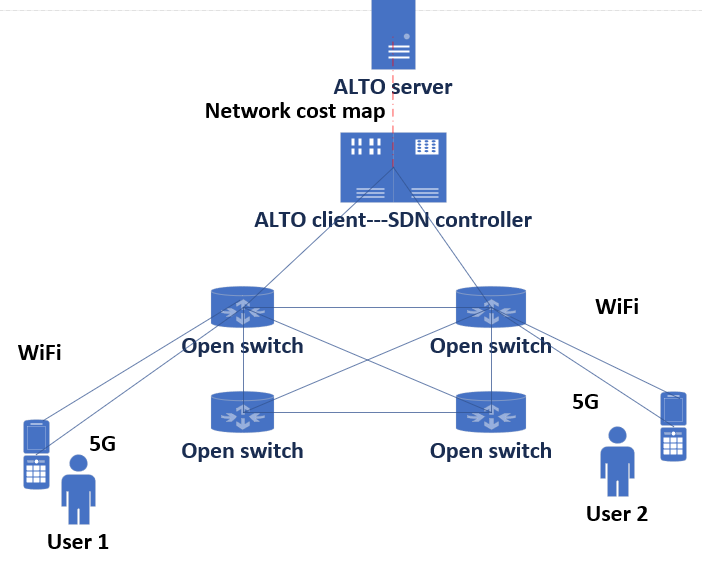 ALTO server
Network cost map
ALTO client---SDN controller
WiFi
Open switch
Open switch
WiFi
5G
5G
Open switch
Open switch
User 1
User 2